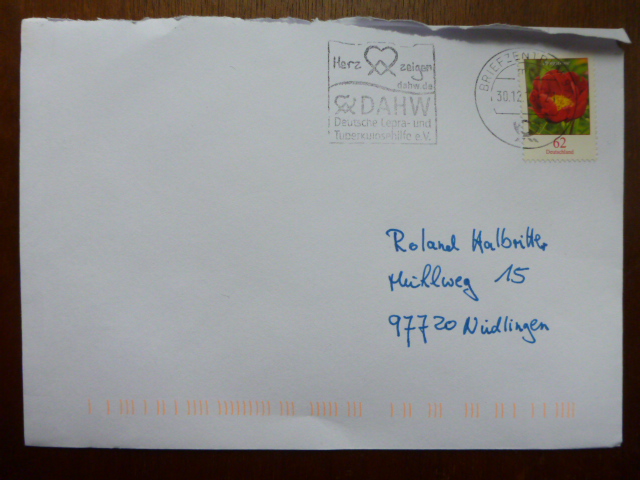 Herz zeigen
dahw.de
DAHW
Deutsche Lepra- und
Tuberkulosehilfe e.V.
BRIEFZENTRUM
30.12.
62
Deutschland
Roland Halbritter
Mühlweg 15
97720 Nüdlingen